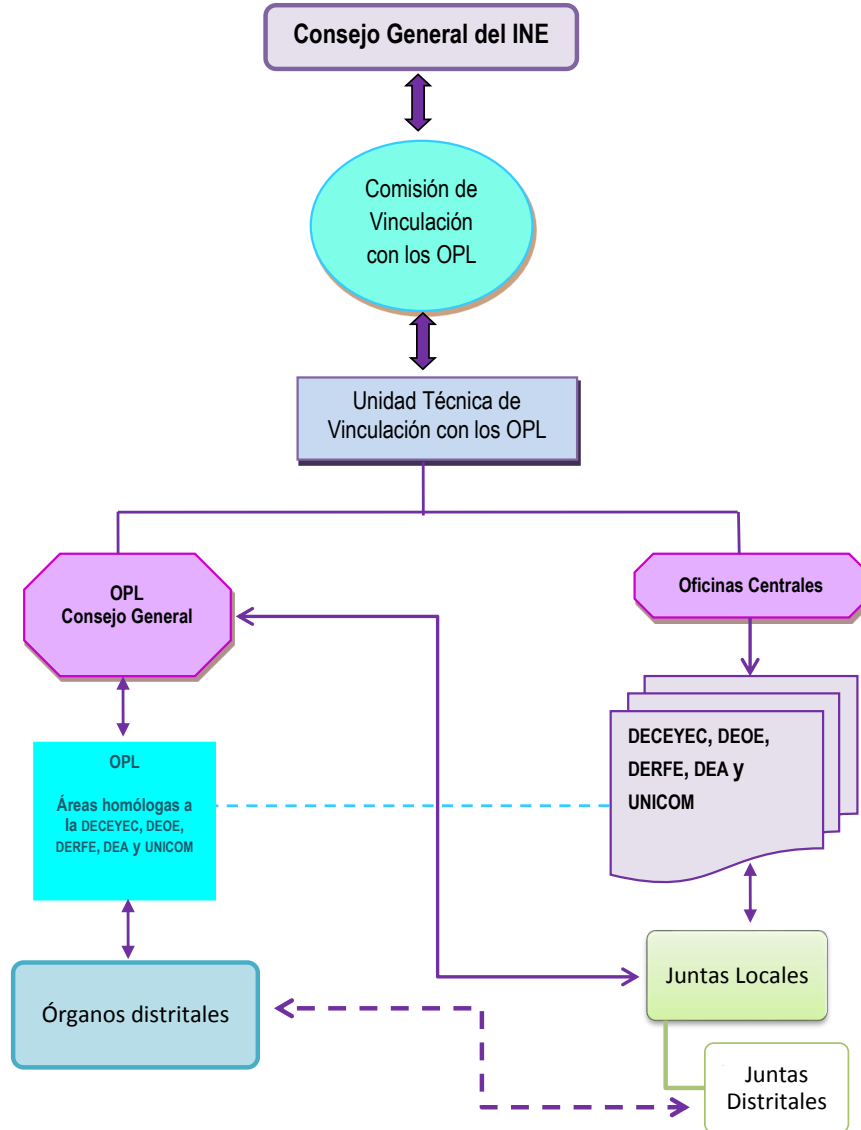 Consejo General del INE
Comisión de
Vinculación
con los OPL
Unidad Técnica de
Vinculación con los OPL
OPL
Consejo General
Oficinas Centrales
OPL
Áreas homólogas a
la DECEYEC, DEOE,
DERFE, DEA y UNICOM
DECEYEC, DEOE,
DERFE, DEA y
UNICOM
Órganos distritales
Juntas Locales
Juntas
Distritales